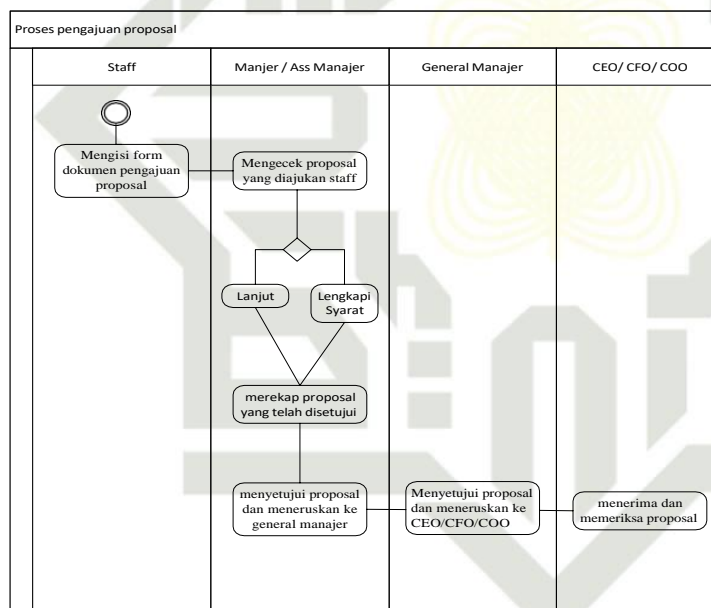 Proses pengajuan proposal
Staff
Manjer / Ass Manajer
General Manajer
CEO/ CFO/ COO
Mengisi form
dokumen pengajuan
proposal
Mengecek proposal
yang diajukan staff
Lanjut
Lengkapi
Syarat
merekap proposal
yang telah disetujui
menyetujui proposal
dan meneruskan ke
general manajer
Menyetujui proposal
dan meneruskan ke
CEO/CFO/COO
menerima dan
memeriksa proposal